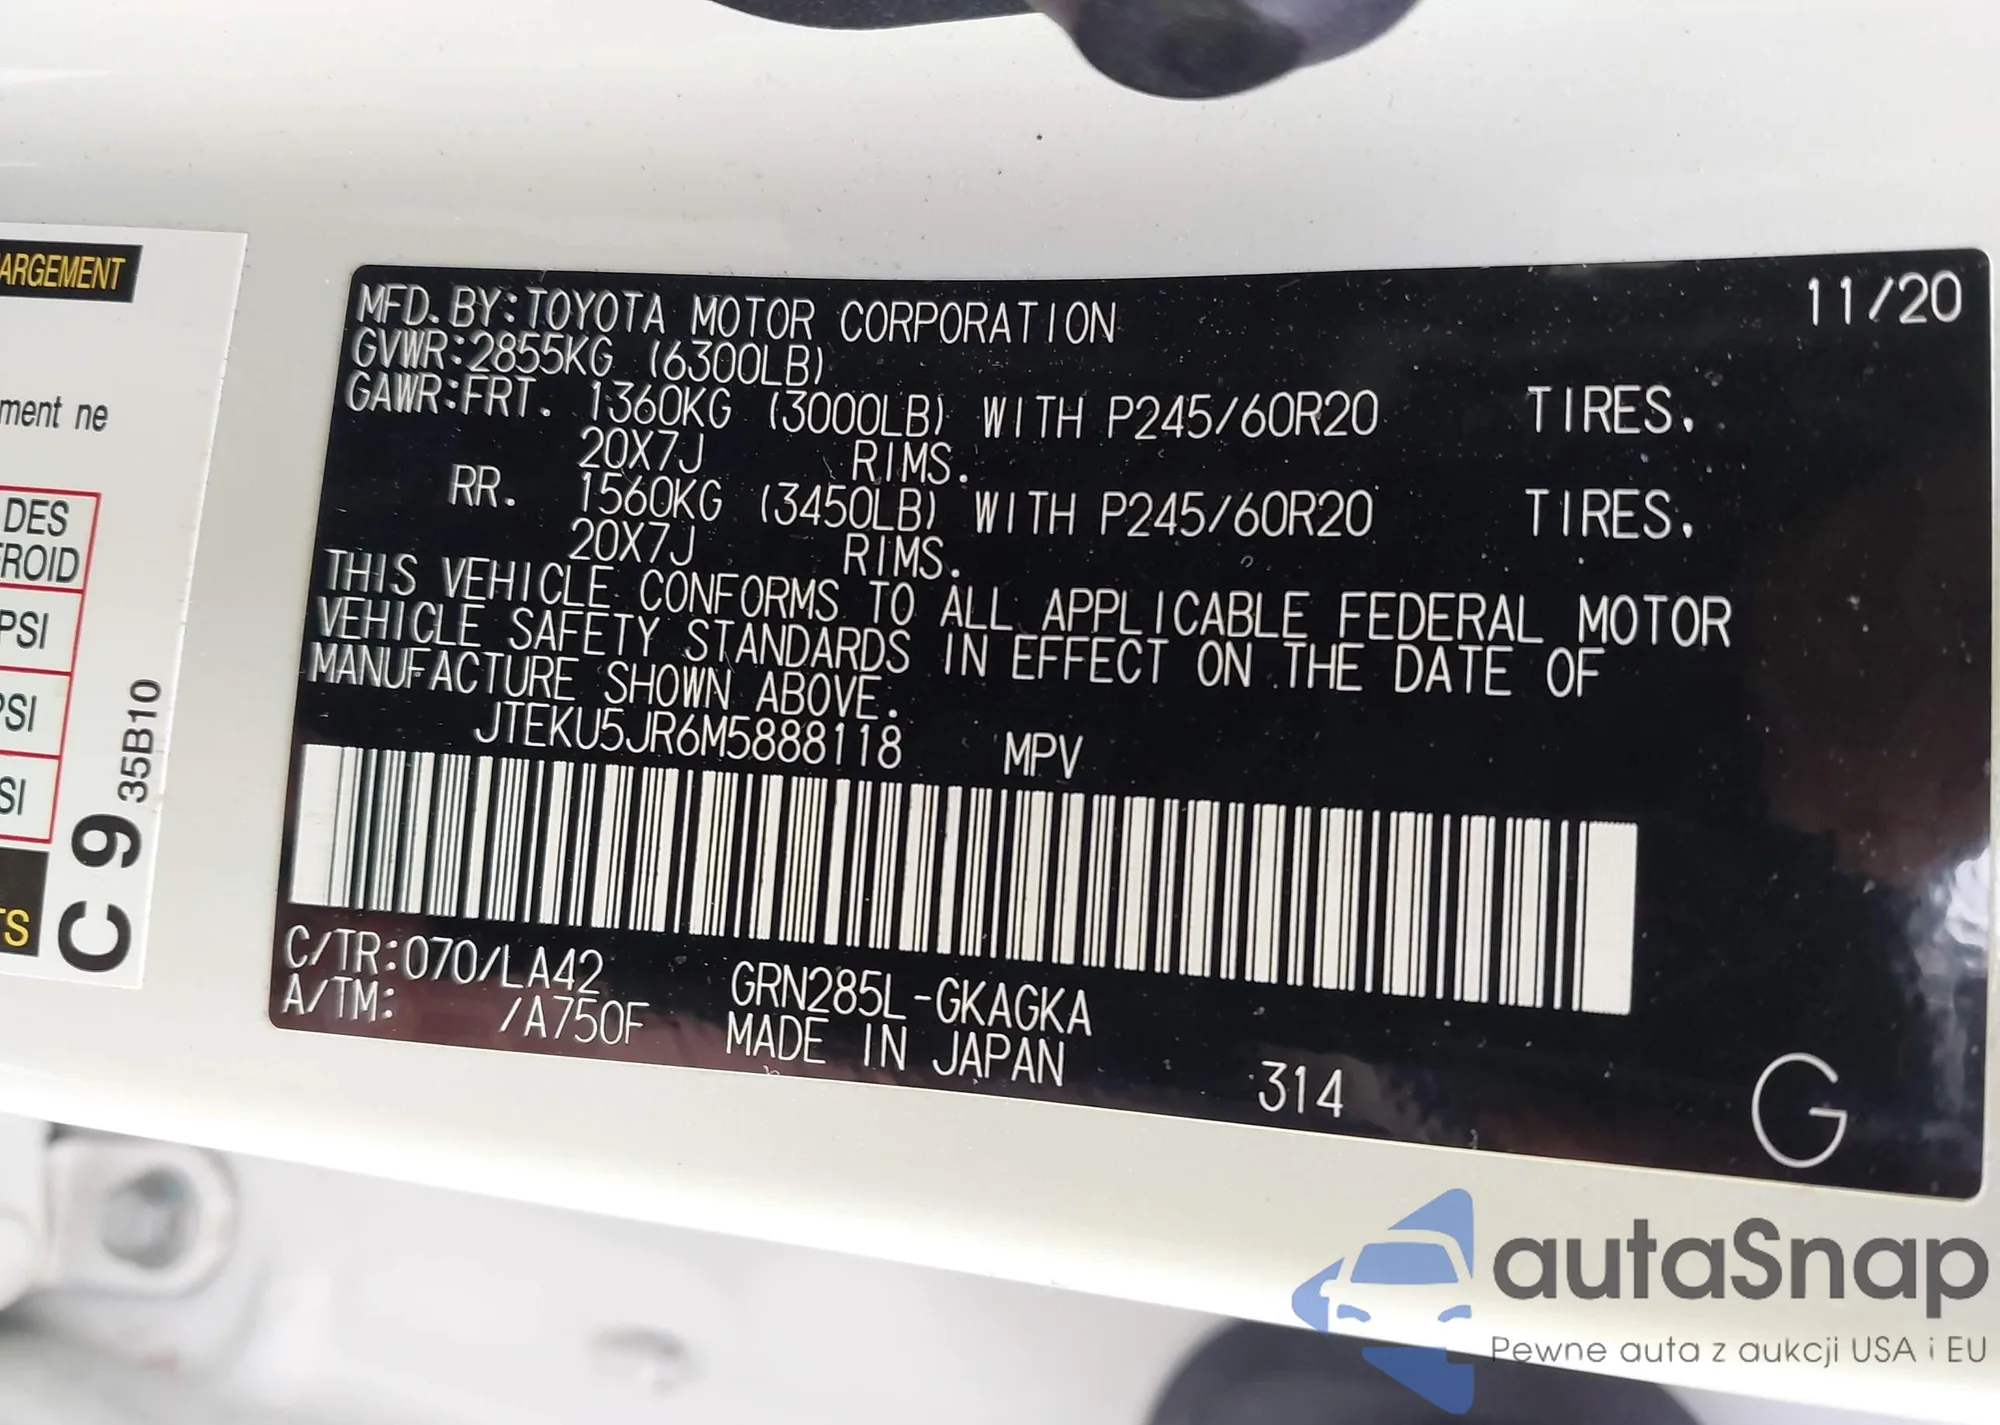 ARGEMENT
ment ne
DES
FROID
PSI
PSI
SI
TS
C 9 35B10
MFD. BY: TOYOTA MOTOR CORPORATION 11/20
GVWR: 2855KG (6300LB)
GAWR: FRT. 1360KG (3000LB) WITH P245/60R20 TIRES.
20X7J RIMS.
RR. 1560KG (3450LB) WITH P245/60R20 TIRES.
20X7J RIMS.
THIS VEHICLE CONFORMS TO ALL APPLICABLE FEDERAL MOTOR
VEHICLE SAFETY STANDARDS IN EFFECT ON THE DATE OF
MANUFACTURE SHOWN ABOVE.
JTEKU5JR6M5888118 MPV
C/TR: 070/LA42 GRN285L-GKAGKA
A/TM: /A750F MADE IN JAPAN
314 G
autaSnap
Pewne auta z aukcji USA i EU